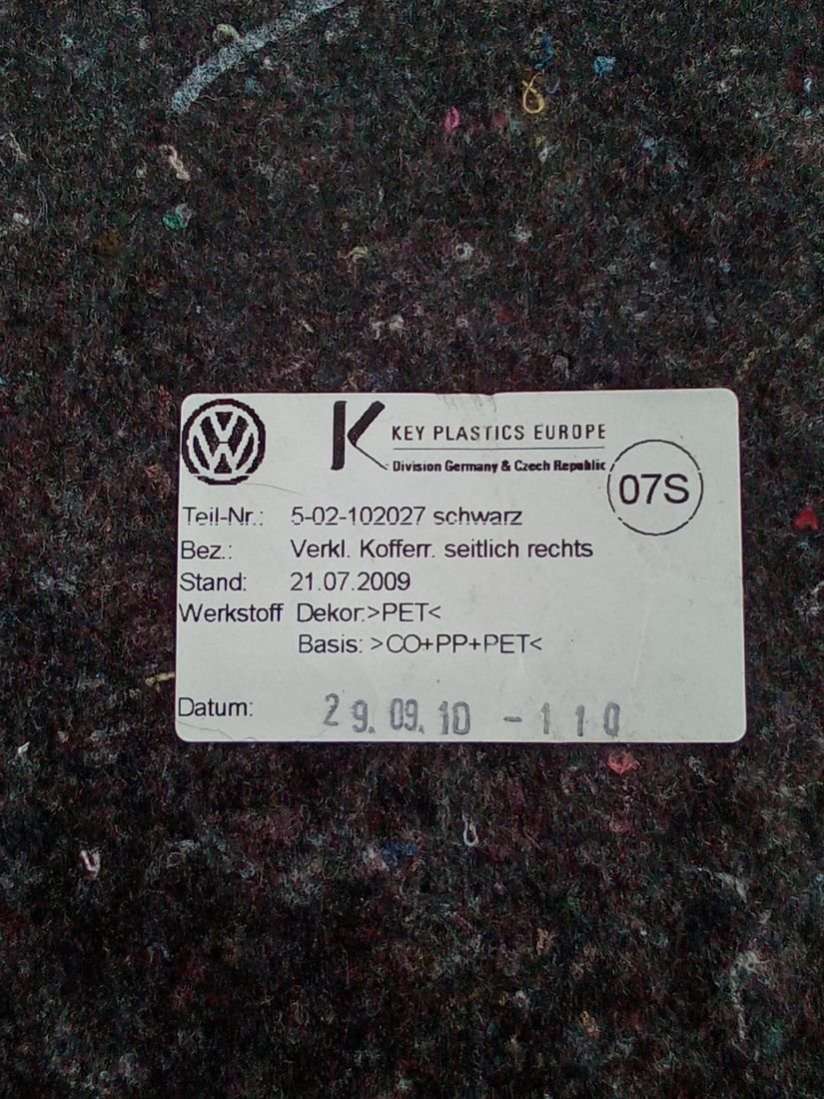 KEY PLASTICS EUROPE
Division Germany & Czech Republic
07S
Teil-Nr.: 5-02-102027 schwarz
Bez.: Verkl. Kofferr. seitlich rechts
Stand: 21.07.2009
Werkstoff Dekor:>PET<
Basis: >CO+PP+PET<
Datum: 29.09.10 - 110